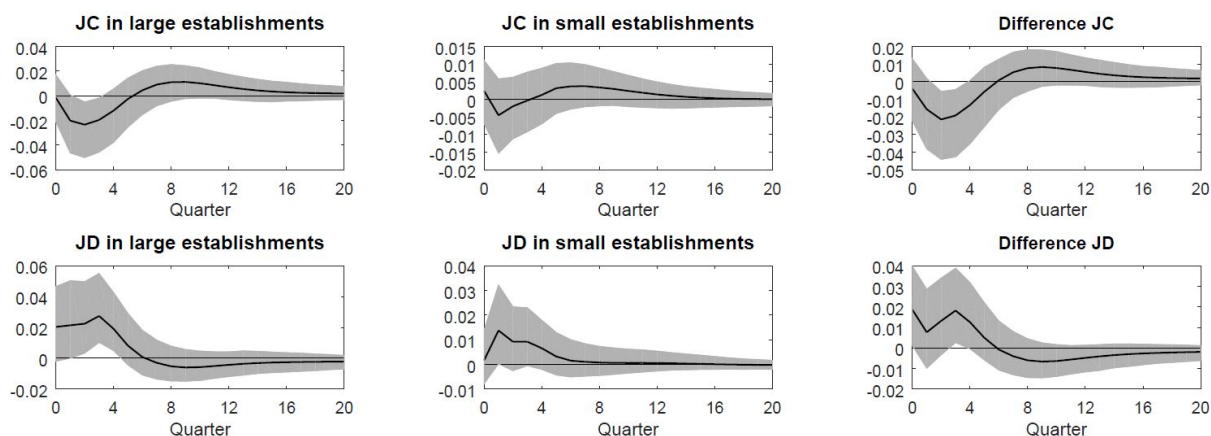 JC in large establishments
0.04
0.02
0
-0.02
-0.04
-0.06
0 4 8 12 16 20
Quarter
JC in small establishments
0.015
0.01
0.005
0
-0.005
-0.01
-0.015
-0.02
0 4 8 12 16 20
Quarter
Difference JC
0.02
0.01
0
-0.01
-0.02
-0.03
-0.04
-0.05
0 4 8 12 16 20
Quarter
JD in large establishments
0.06
0.04
0.02
0
-0.02
0 4 8 12 16 20
Quarter
JD in small establishments
0.04
0.03
0.02
0.01
0
0.01
0 4 8 12 16 20
Quarter
Difference JD
0.04
0.03
0.02
0.01
0
-0.01
-0.02
0 4 8 12 16 20
Quarter